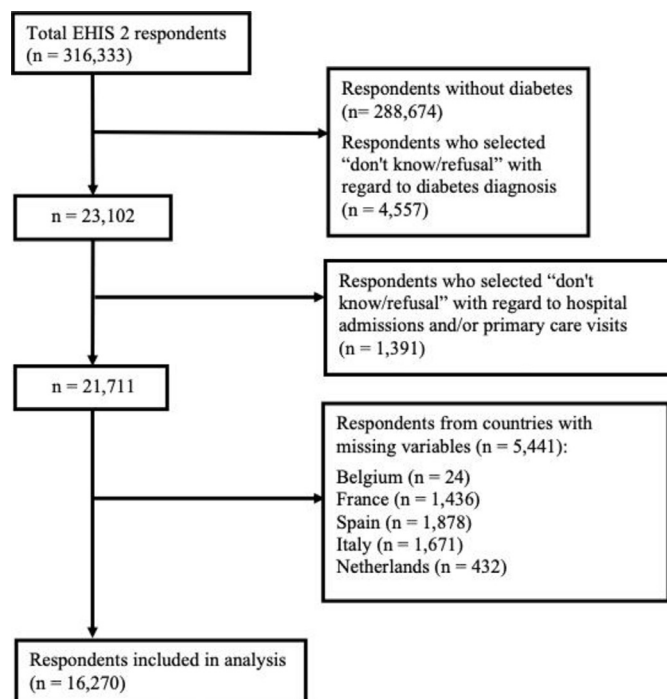 Total EHIS 2 respondents
(n = 316,333)
Respondents without diabetes
(n= 288,674)
Respondents who selected
“don't know/refusal” with
regard to diabetes diagnosis
(n = 4,557)
n = 23,102
Respondents who selected “don't
know/refusal” with regard to hospital
admissions and/or primary care visits
(n = 1,391)
n = 21,711
Respondents from countries with
missing variables (n = 5,441):
Belgium (n = 24)
France (n = 1,436)
Spain (n = 1,878)
Italy (n = 1,671)
Netherlands (n = 432)
Respondents included in analysis
(n = 16,270)